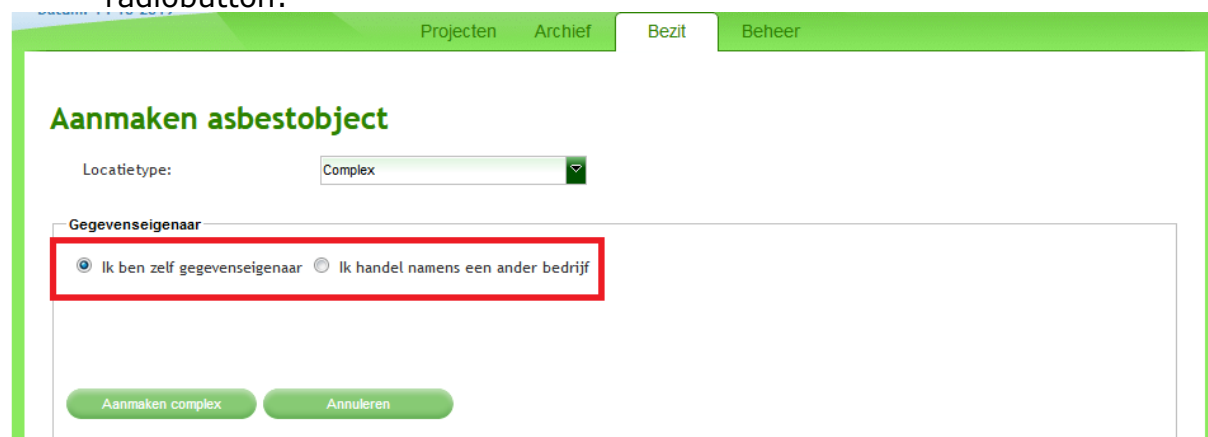 radiobutton.
Projecten Archief Bezit Beheer
Aanmaken asbestobject
Locatietype: Complex
Gegevenseigenaar
Ik ben zelf gegevenseigenaar Ik handel namens een ander bedrijf
Aanmaken complex Annuleren